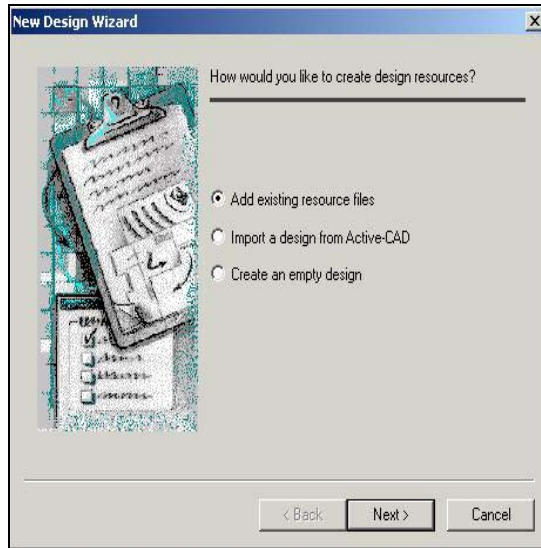 New Design Wizard
How would you like to create design resources?
Add existing resource files
Import a design from Active-CAD
Create an empty design
< Back
Next >
Cancel